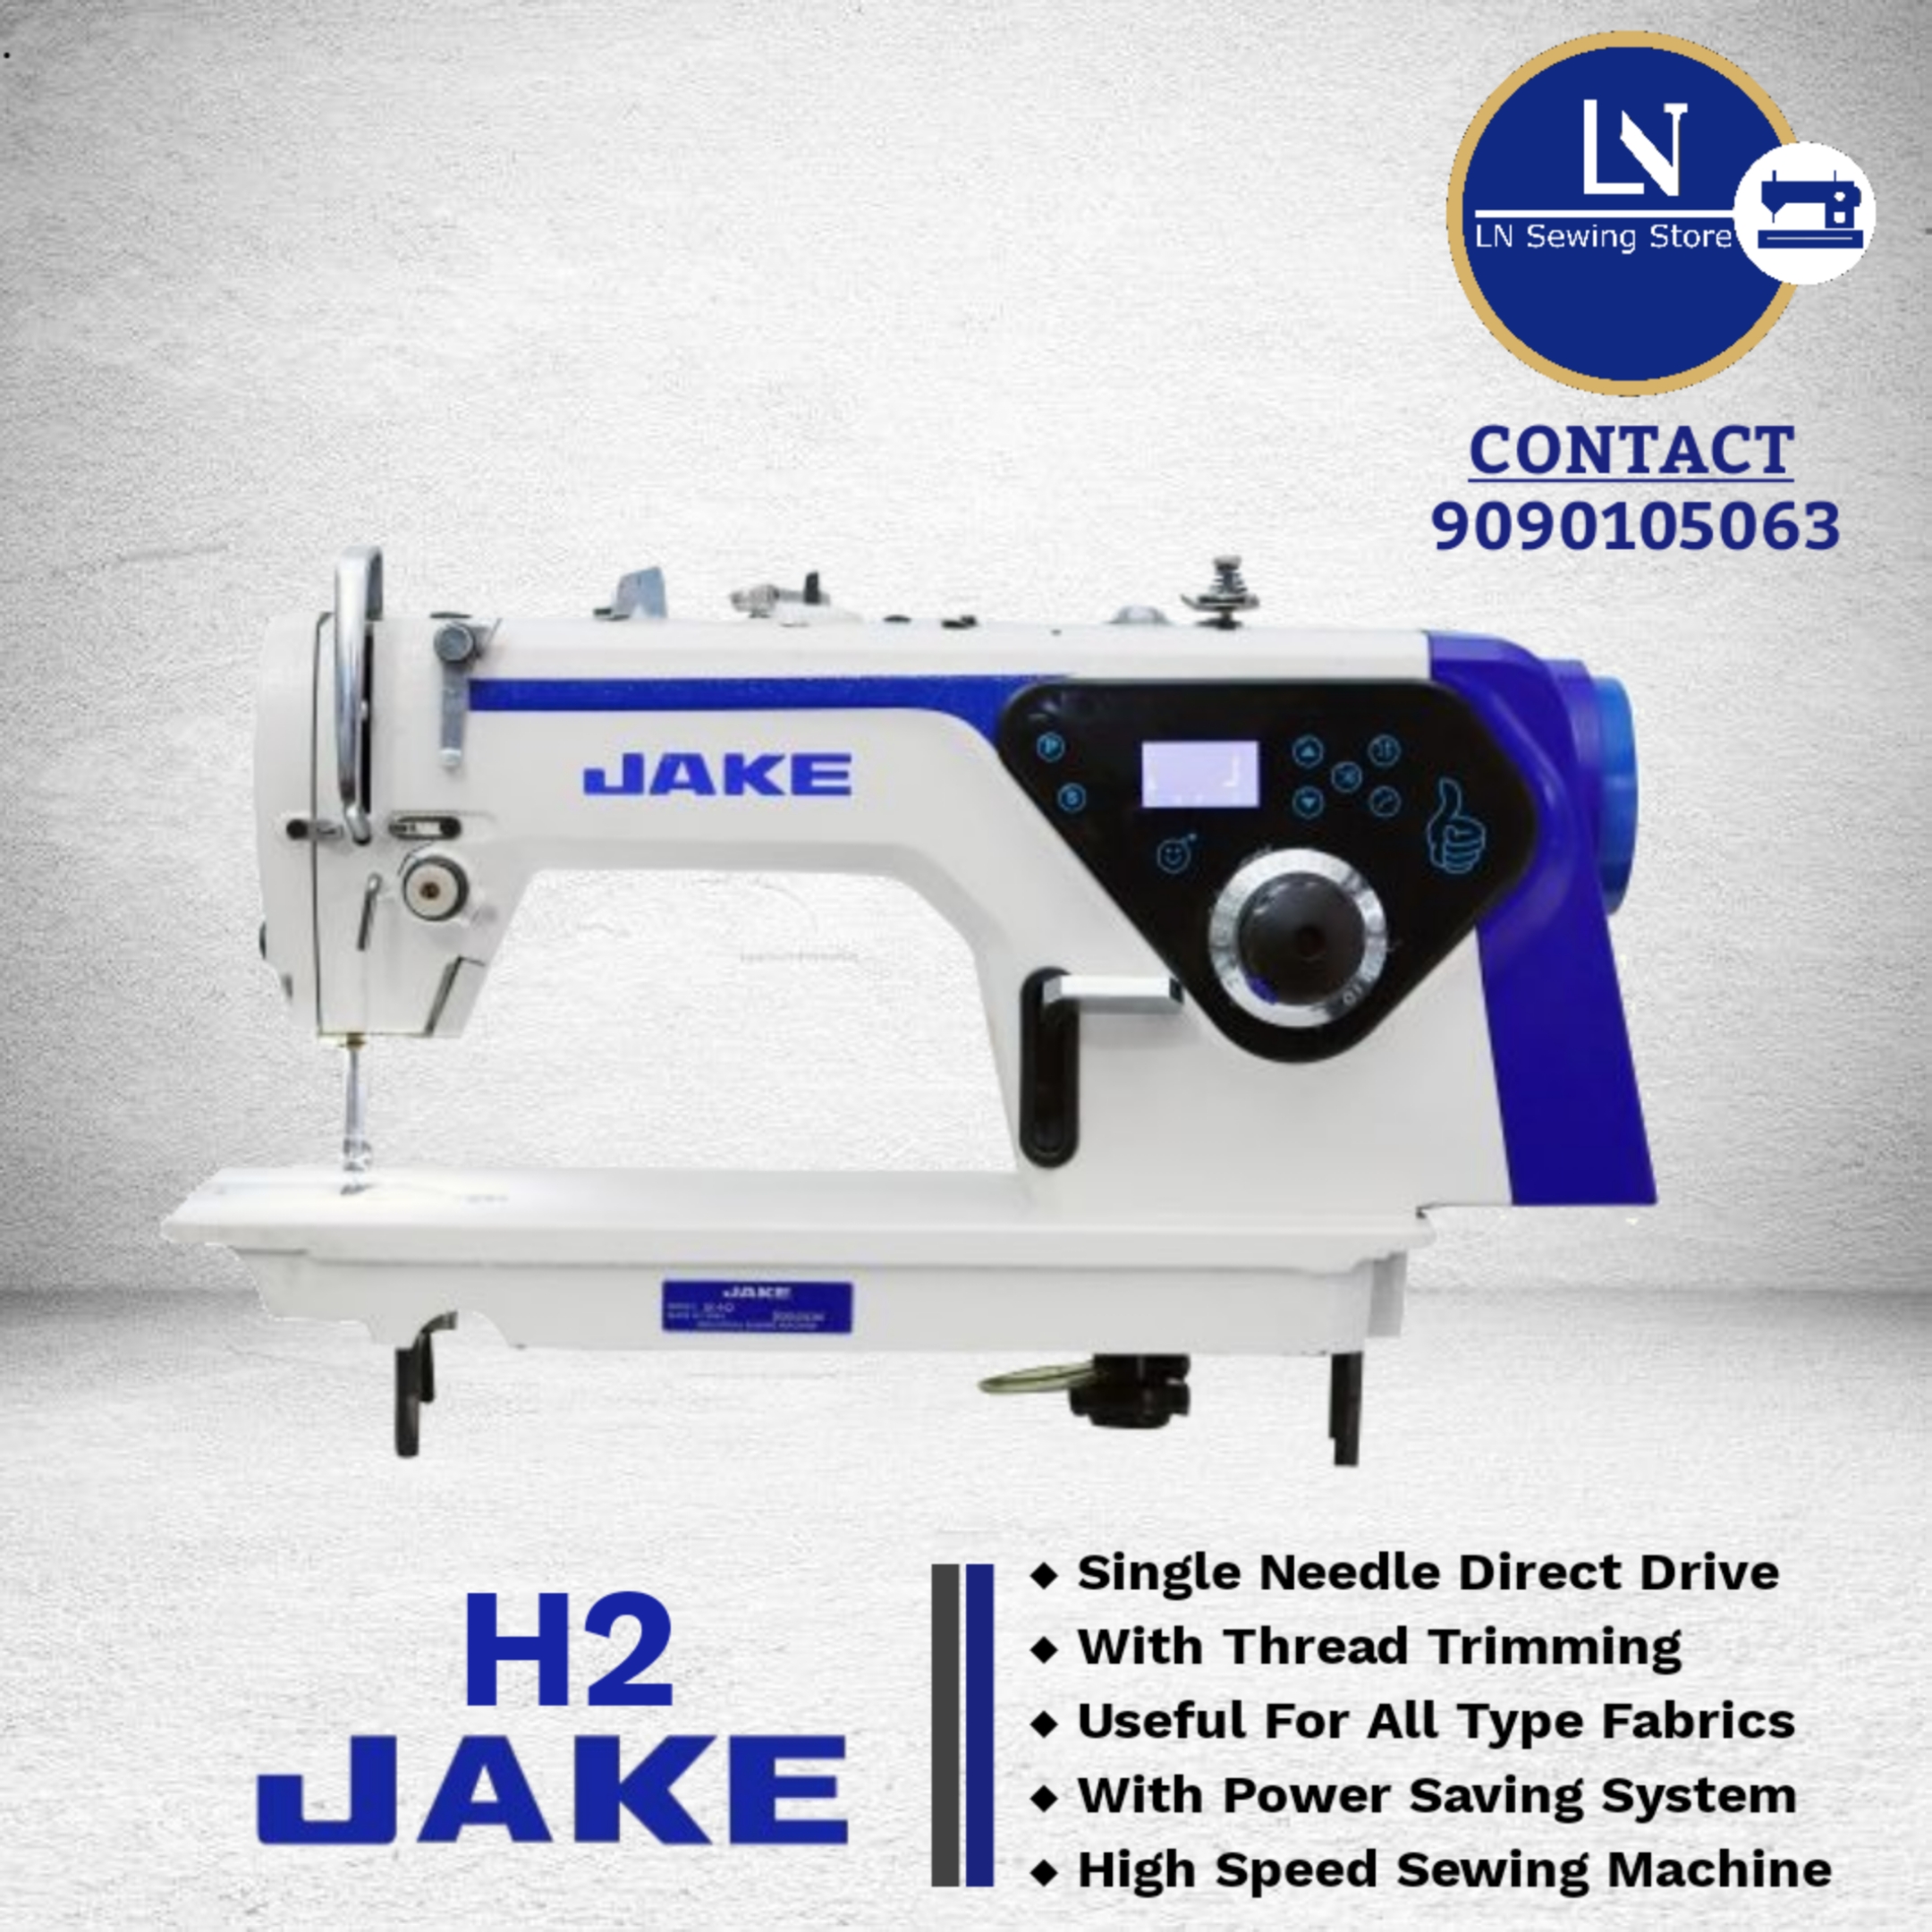 LN
LN Sewing Store
CONTACT
9090105063
JAKE
P
S
JAKE
H2
JAKE
◆ Single Needle Direct Drive
◆ With Thread Trimming
◆ Useful For All Type Fabrics
◆ With Power Saving System
◆ High Speed Sewing Machine